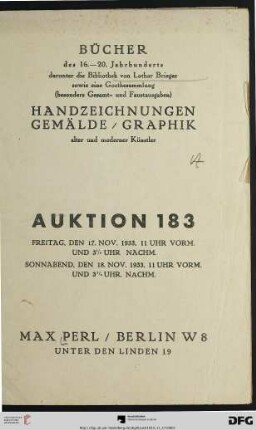 BÜCHER
des 16.—20. Jahrhunderts
darunter die Bibliothek von Lothar Brieger
sowie eine Goethesammlung
(besonders Gesamt- und Faustausgaben)
HANDZEICHNUNGEN
GEMÄLDE / GRAPHIK
alter und moderner Künstler
AUKTION 183
FREITAG, DEN 17. NOV. 1933, 11 UHR VORM.
UND 3½ UHR NACHM.
SONNABEND, DEN 18. NOV. 1933, 11 UHR VORM.
UND 3½ UHR. NACHM.
MAX PERL / BERLIN W 8
UNTER DEN LINDEN 19
DFG